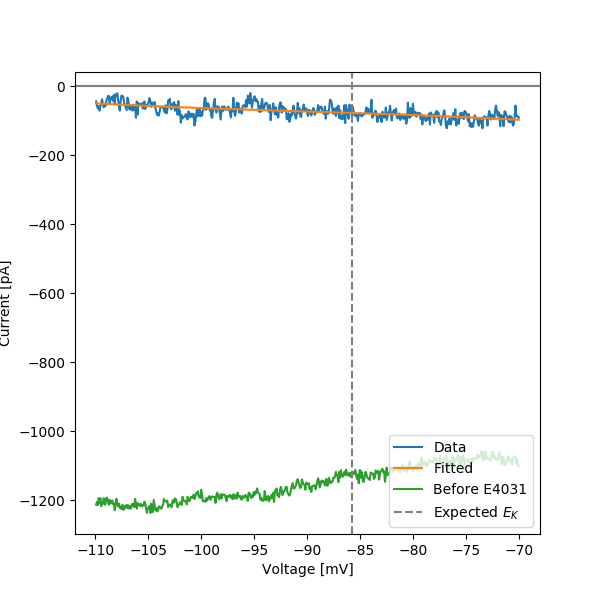 0
−200
−400
−600
−800
−1000
−1200
Current [pA]
Data
Fitted
Before E4031
Expected E_K
−110 −105 −100 −95 −90 −85 −80 −75 −70
Voltage [mV]